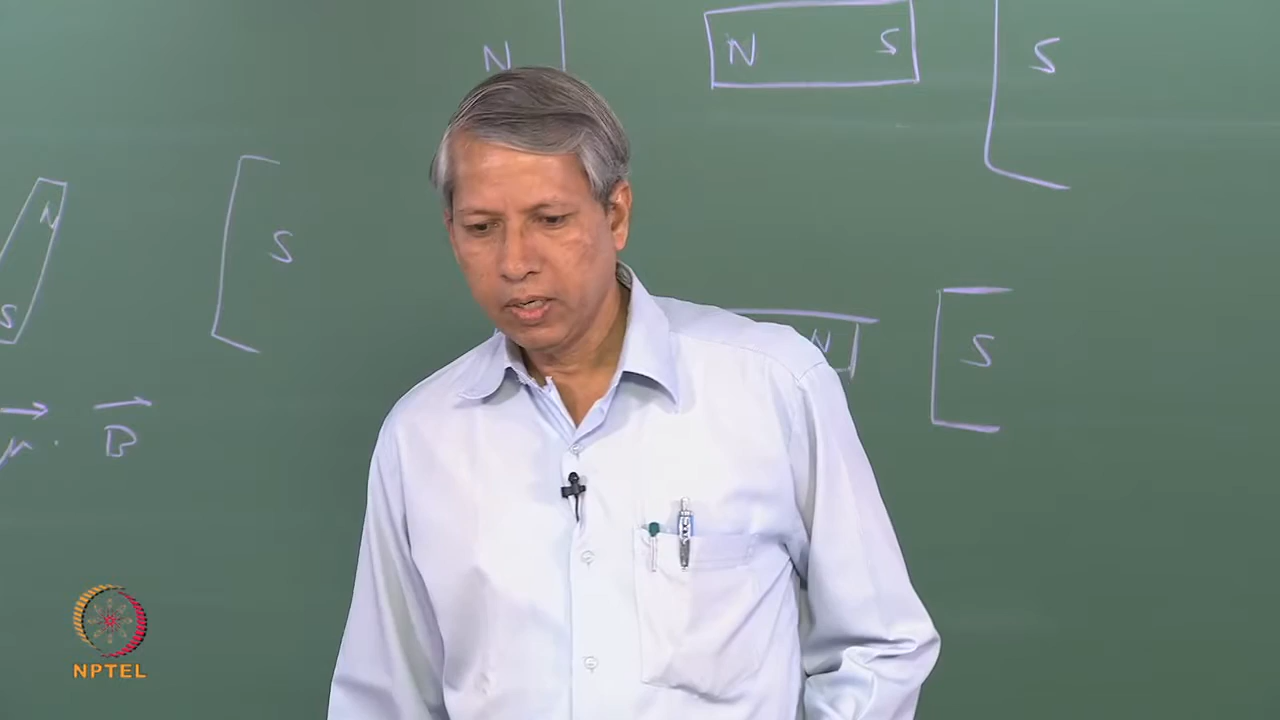 N N S S
N S
S
N S
μ · B
NPTEL